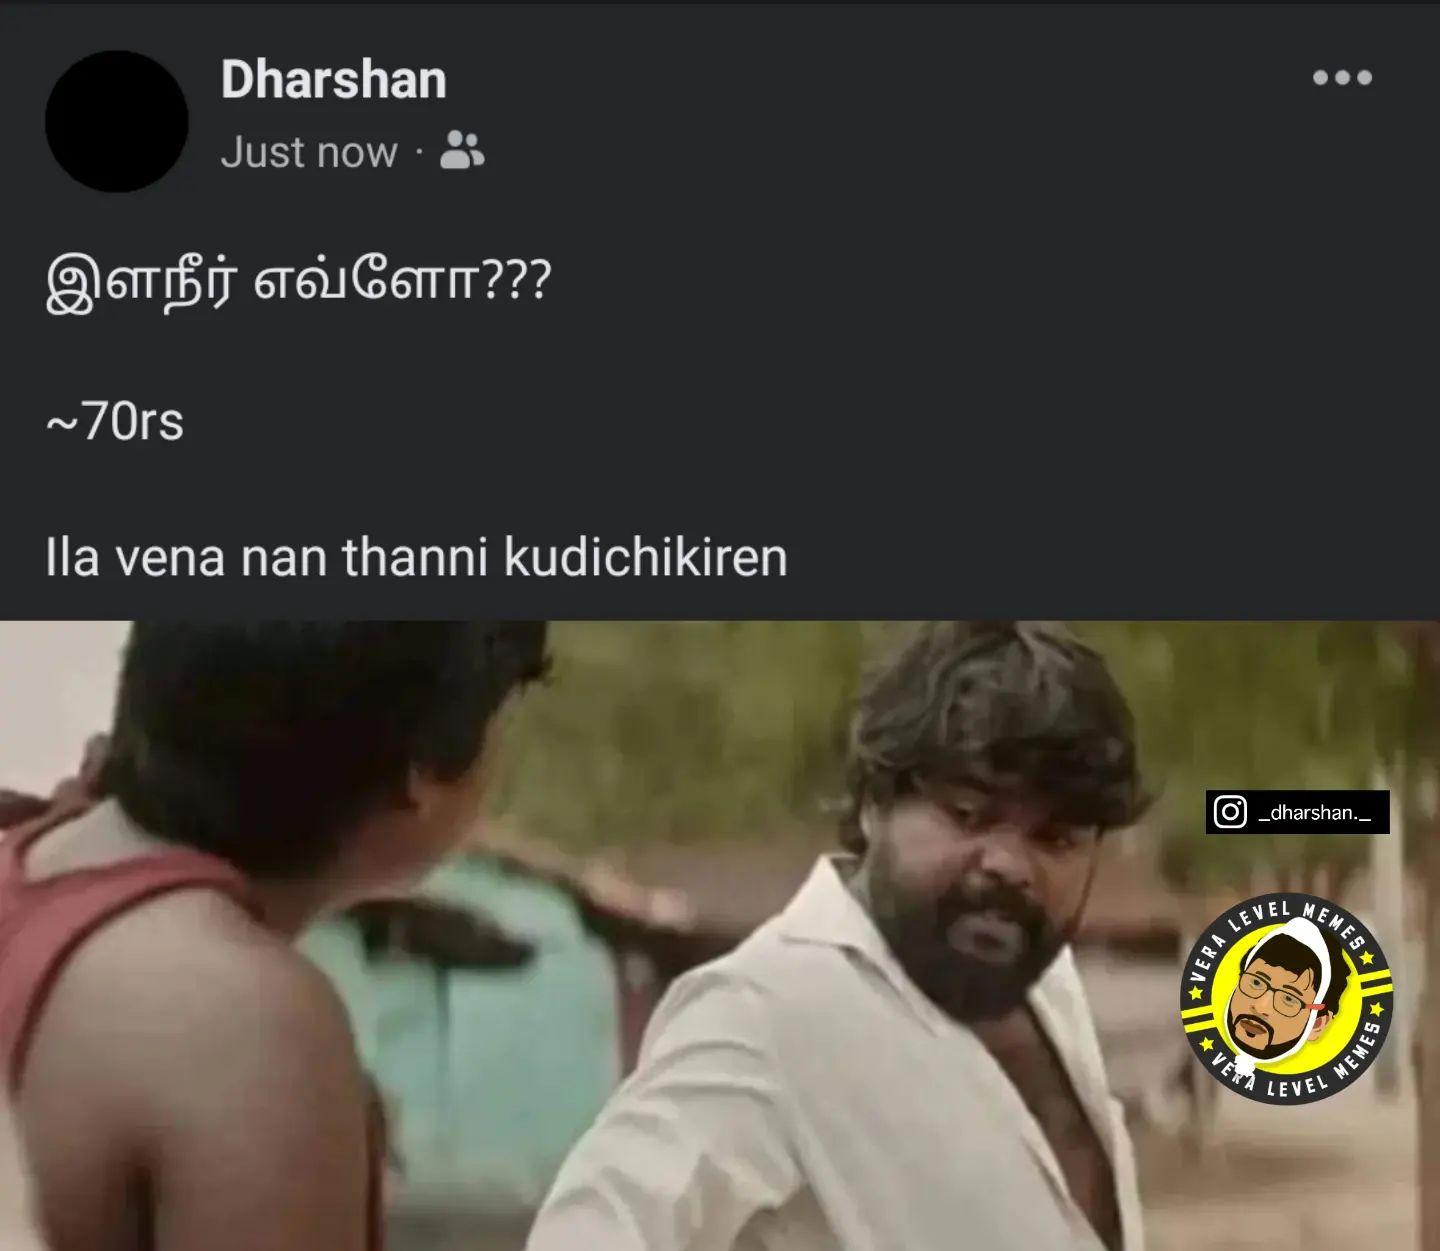 Dharshan
Just now ·
இளநீர் எவ்ளோ???
~70rs
Ila vena nan thanni kudichikiren
_dharshan._
VERA LEVEL MEMES
VERA LEVEL MEMES